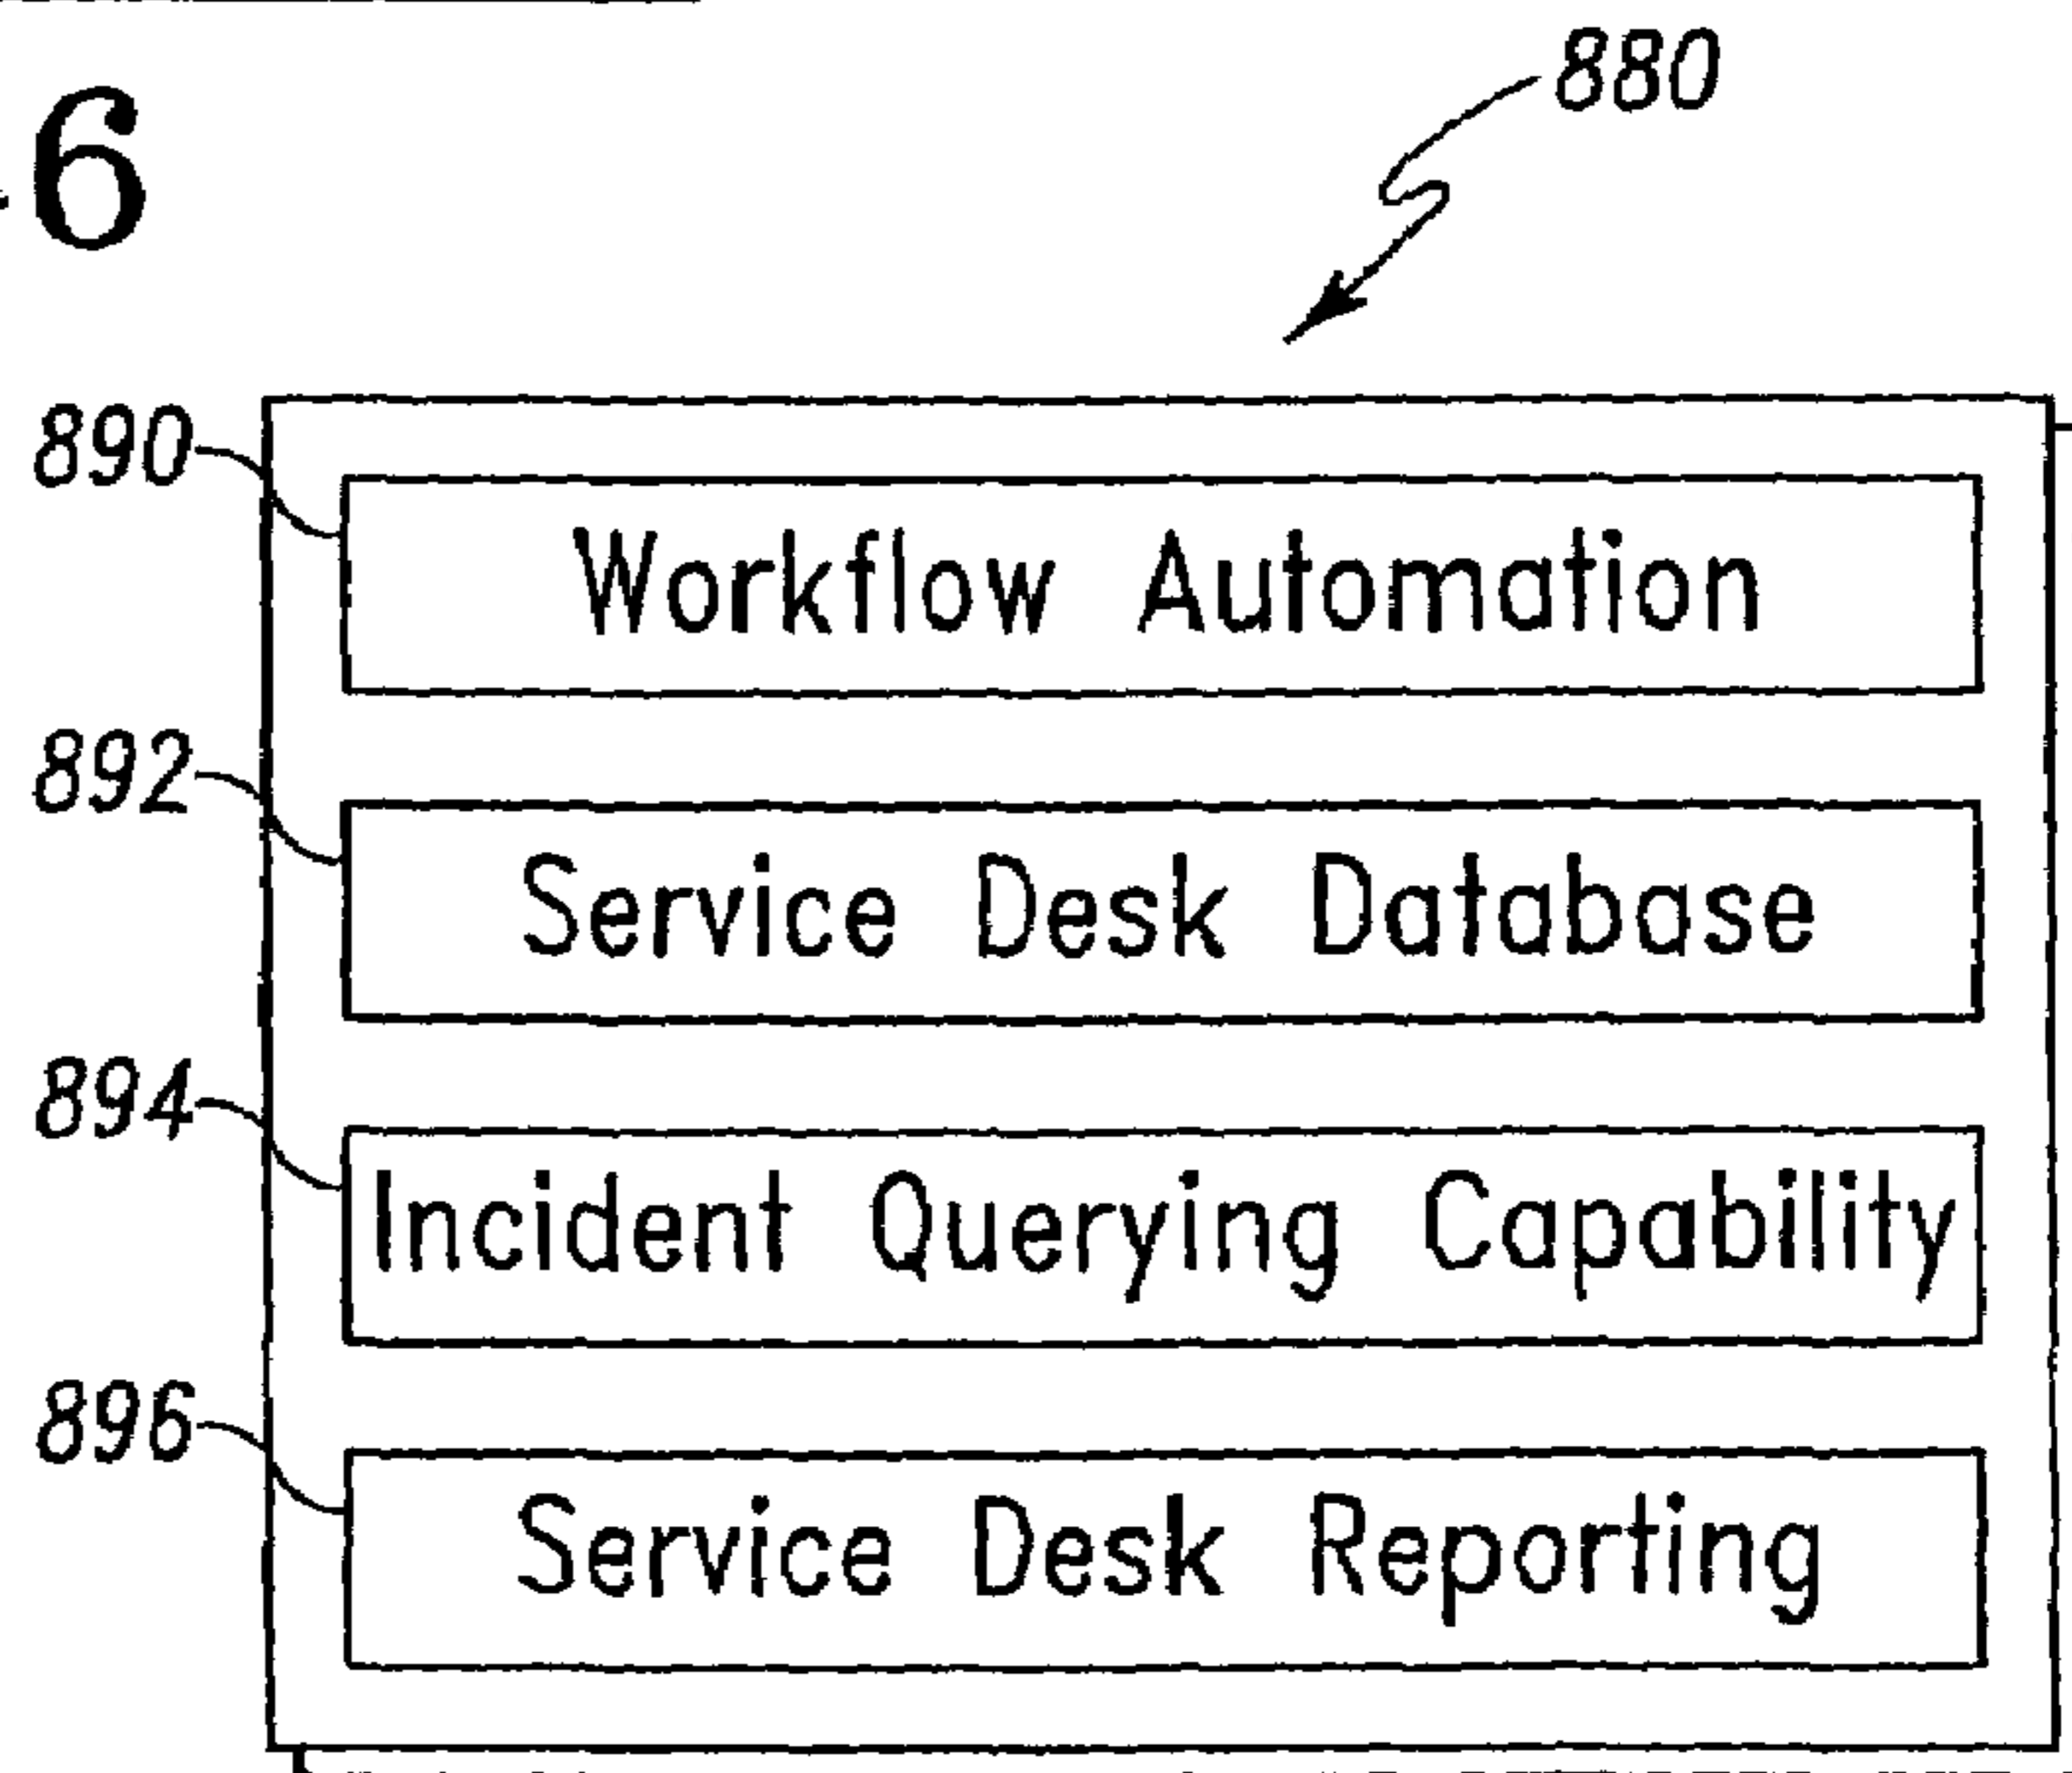 6
880
890
Workflow Automation
892
Service Desk Database
894
Incident Querying Capability
896
Service Desk Reporting